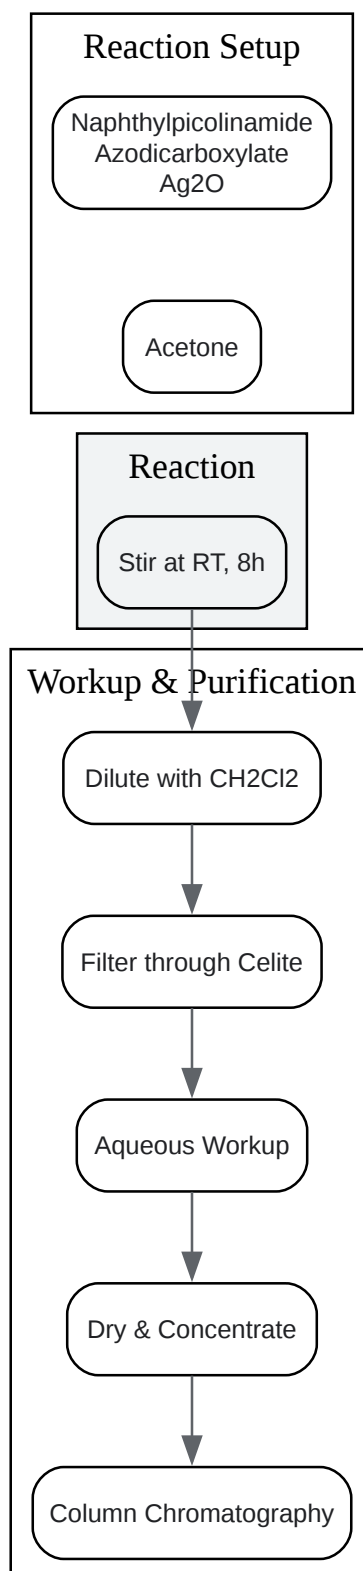 Reaction Setup
Naphthylpicolinamide
Azodicarboxylate
Ag2O
Acetone
Reaction
Stir at RT, 8h
Workup & Purification
Dilute with CH2Cl2
Filter through Celite
Aqueous Workup
Dry & Concentrate
Column Chromatography